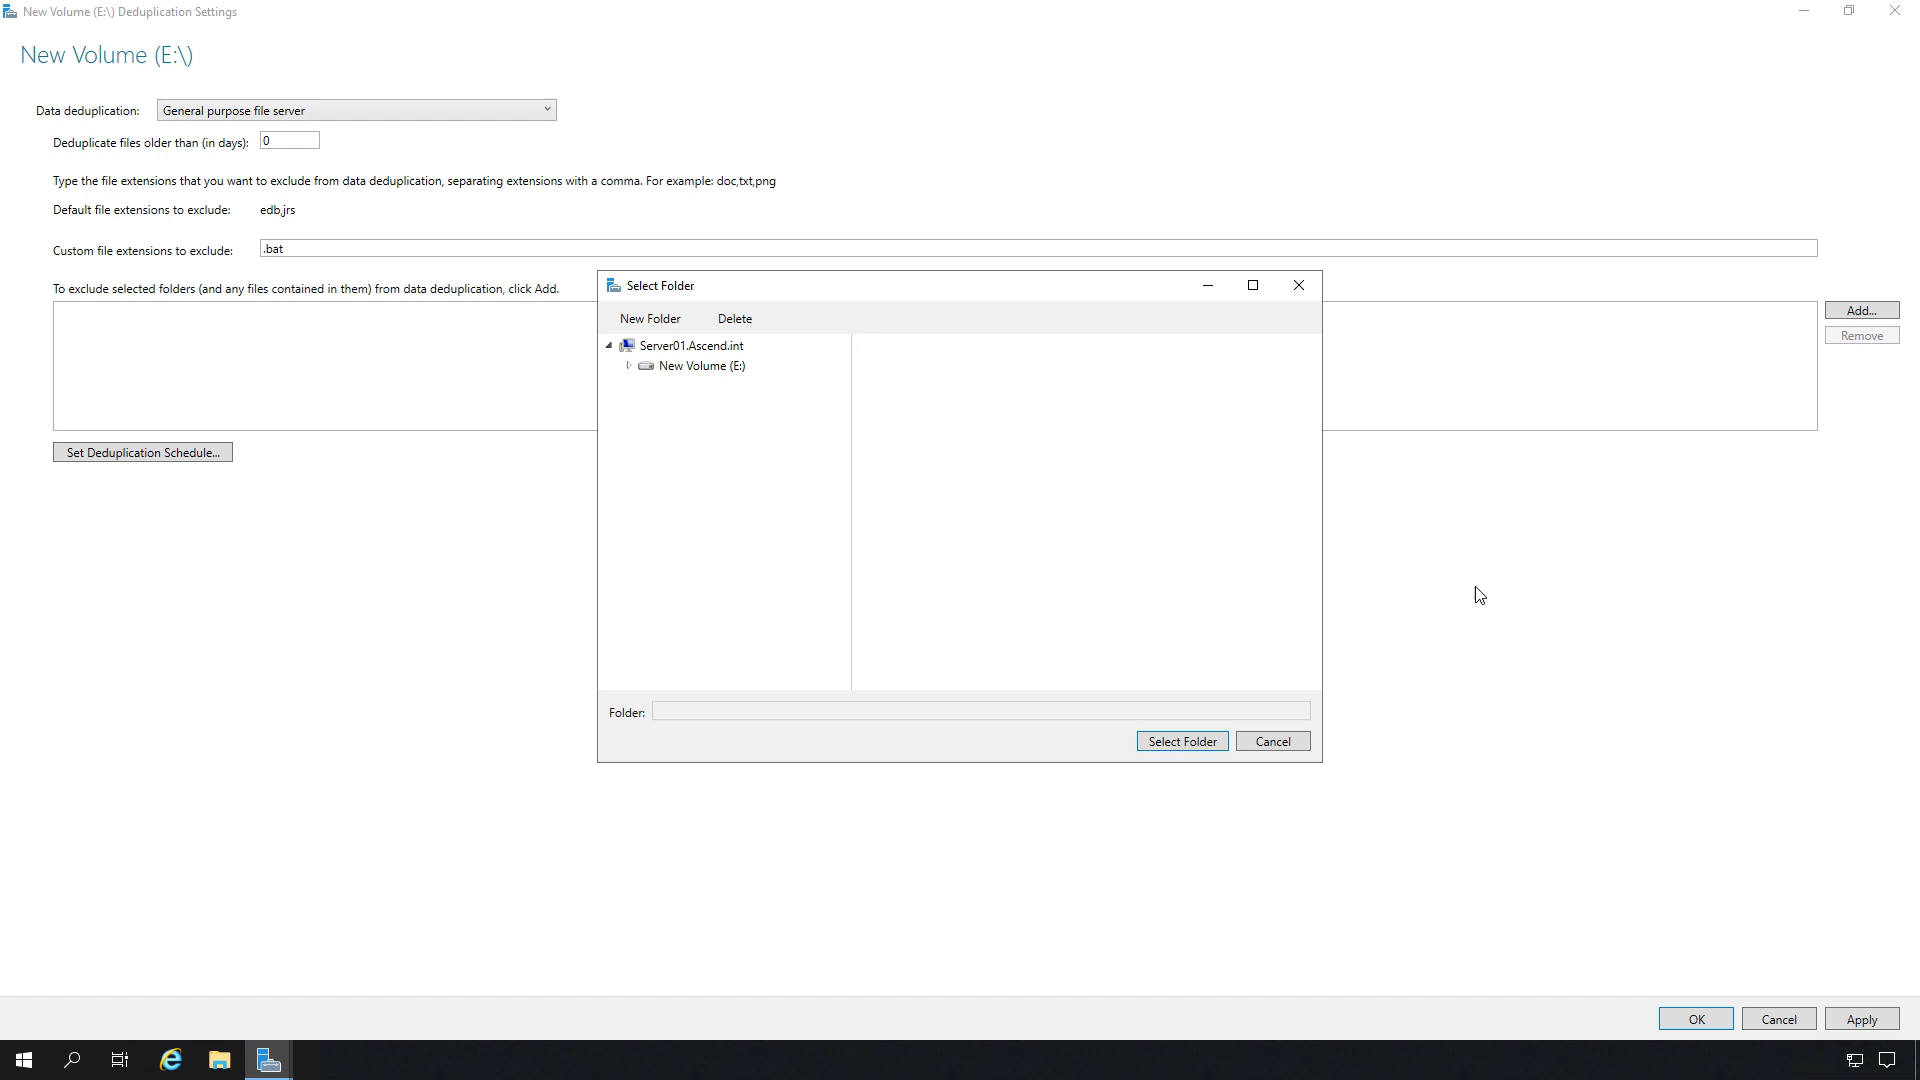 New Volume (E:\) Deduplication Settings
New Volume (E:\)
Data deduplication: General purpose file server
Deduplicate files older than (in days): 0
Type the file extensions that you want to exclude from data deduplication, separating extensions with a comma. For example: doc,txt,png
Default file extensions to exclude: edb,jrs
Custom file extensions to exclude: .bat
To exclude selected folders (and any files contained in them) from data deduplication, click Add.
Add...
Remove
Set Deduplication Schedule...
Select Folder
New Folder Delete
Server01.Ascend.int
New Volume (E:)
Folder:
Select Folder Cancel
OK Cancel Apply